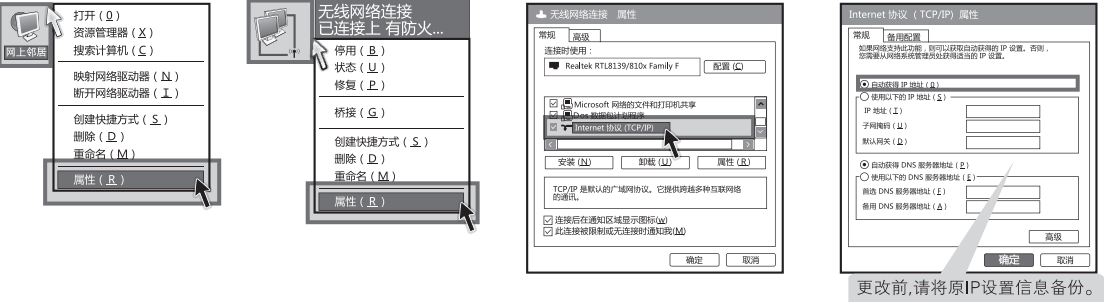 网上邻居
打开 ( 0 )
资源管理器 ( X )
搜索计算机 ( C )
映射网络驱动器 ( N )
断开网络驱动器 ( I )
创建快捷方式 ( S )
删除 ( D )
重命名 ( M )
属性 ( R )
无线网络连接
已连接上 有防火...
停用 ( B )
状态 ( U )
修复 ( P )
桥接 ( G )
创建快捷方式 ( S )
删除 ( D )
重命名 ( M )
属性 ( R )
无线网络连接 属性
常规 高级
连接时使用：
Realtek RTL8139/810x Family F 配置 (C)
Microsoft 网络的文件和打印机共享
Qos 数据包计划程序
Internet 协议 (TCP/IP)
安装 (N) 卸载 (U) 属性 (R)
TCP/IP 是默认的广域网协议。它提供跨越多种互联网络
的通讯。
连接后在通知区域显示图标(w)
此连接被限制或无连接时通知我(M)
确定 取消
Internet 协议 （TCP/IP) 属性
常规 备用配置
如果网络支持此功能，则可以获取自动获得的 IP 设置。否则，
您需要从网络系统管理员处获得适当的 IP 设置。
自动获得 IP 地址 ( O )
使用以下的 IP 地址 ( S )
IP 地址 ( I )
子网掩码 ( U )
默认网关 ( D )
自动获得 DNS 服务器地址 ( P )
使用以下的 DNS 服务器地址 ( E )
首选 DNS 服务器地址 ( F )
备用 DNS 服务器地址 ( A )
高级
确定 取消
更改前,请将原IP设置信息备份。